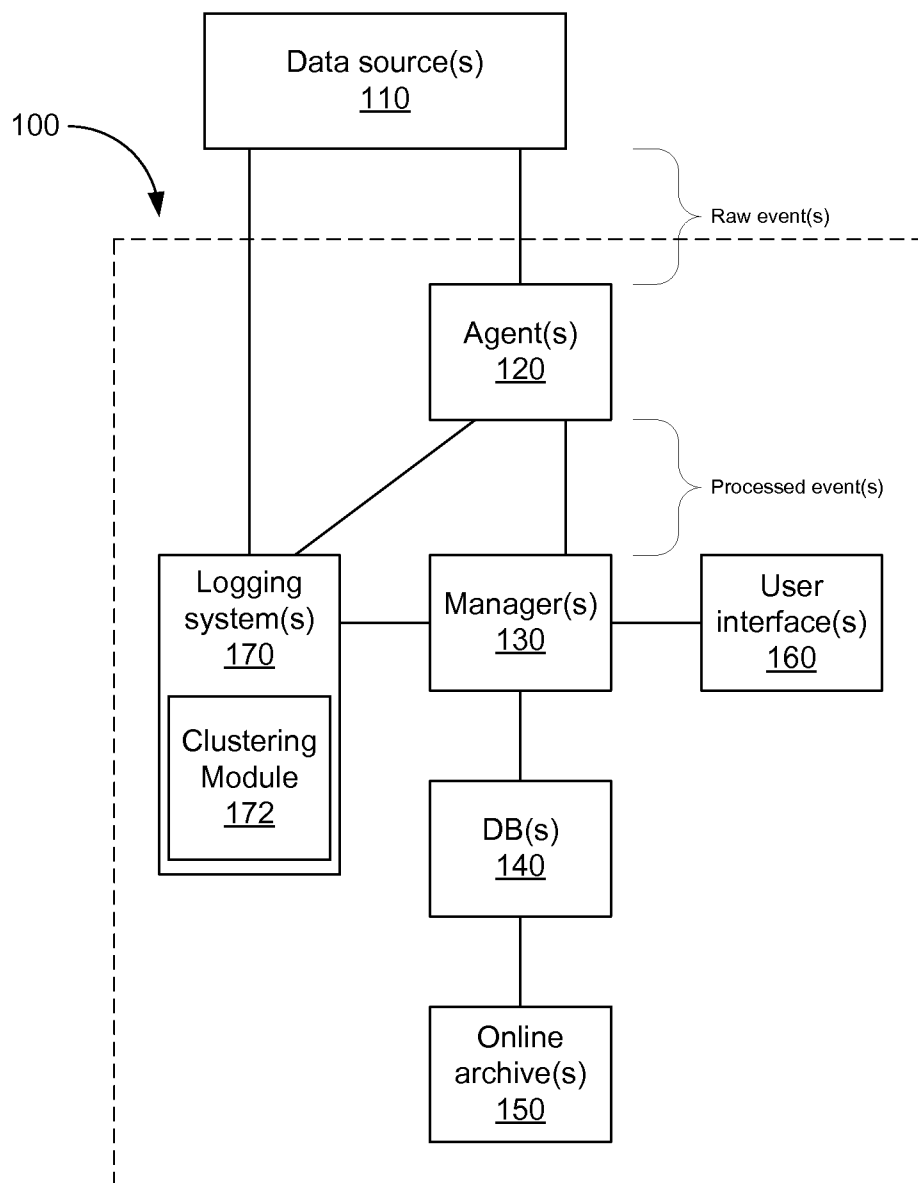 Data source(s)
110
100
Raw event(s)
Agent(s)
120
Processed event(s)
Logging
system(s)
170
Clustering
Module
172
Manager(s)
130
User
interface(s)
160
DB(s)
140
Online
archive(s)
150